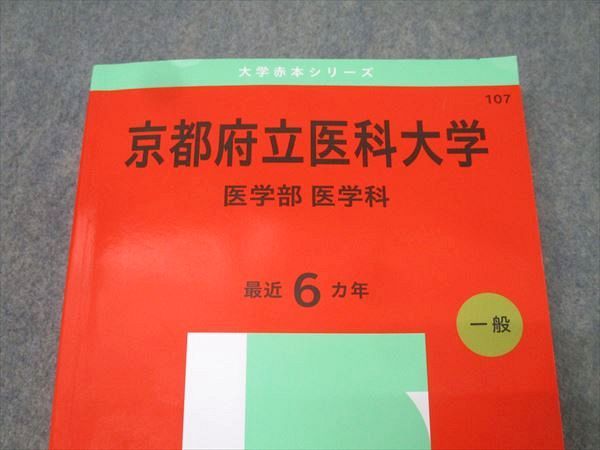 大学赤本シリーズ
107
京都府立医科大学
医学部 医学科
最近 6 カ年
一般